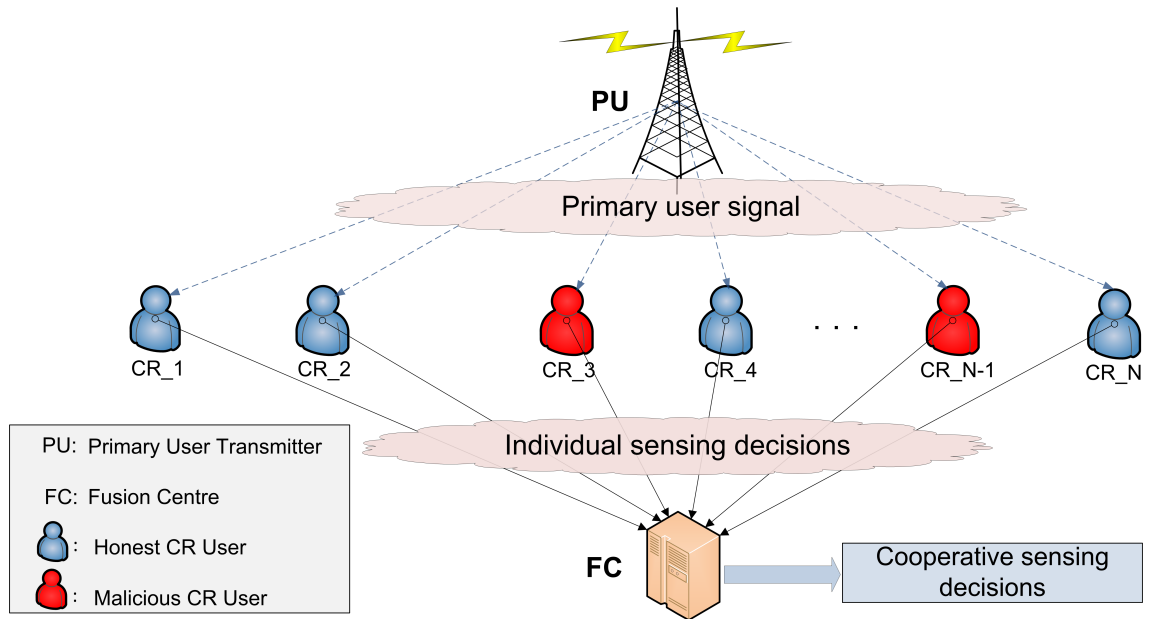 PU
Primary user signal
. . .
CR_1
CR_2
CR_3
CR_4
CR_N-1
CR_N
Individual sensing decisions
PU: Primary User Transmitter
FC: Fusion Centre
: Honest CR User
: Malicious CR User
FC
Cooperative sensing
decisions